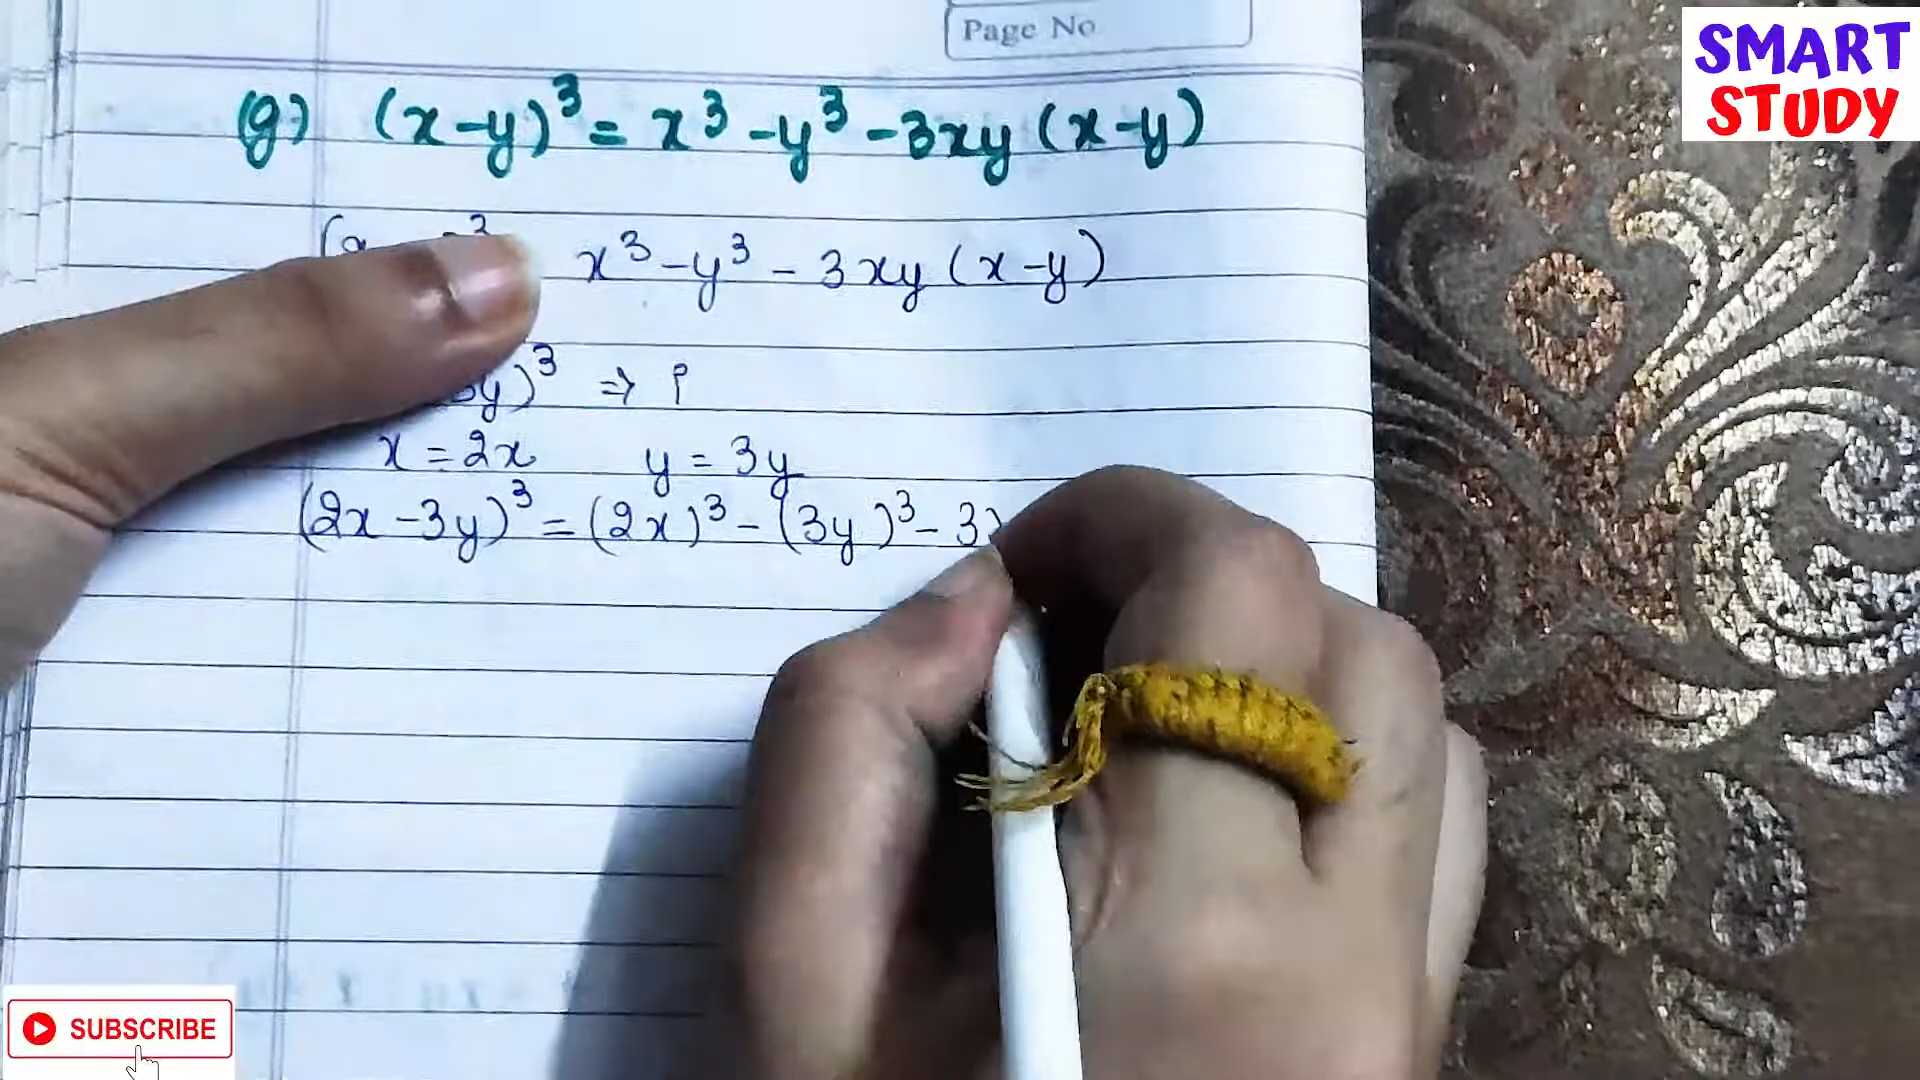 Page No
SMART
STUDY
(g) (x-y)³ = x³ - y³ - 3xy (x-y)
x³ - y³ - 3xy (x-y)
y)³ ⇒ ?
x = 2x y = 3y
(2x - 3y)³ = (2x)³ - (3y)³ - 3
SUBSCRIBE